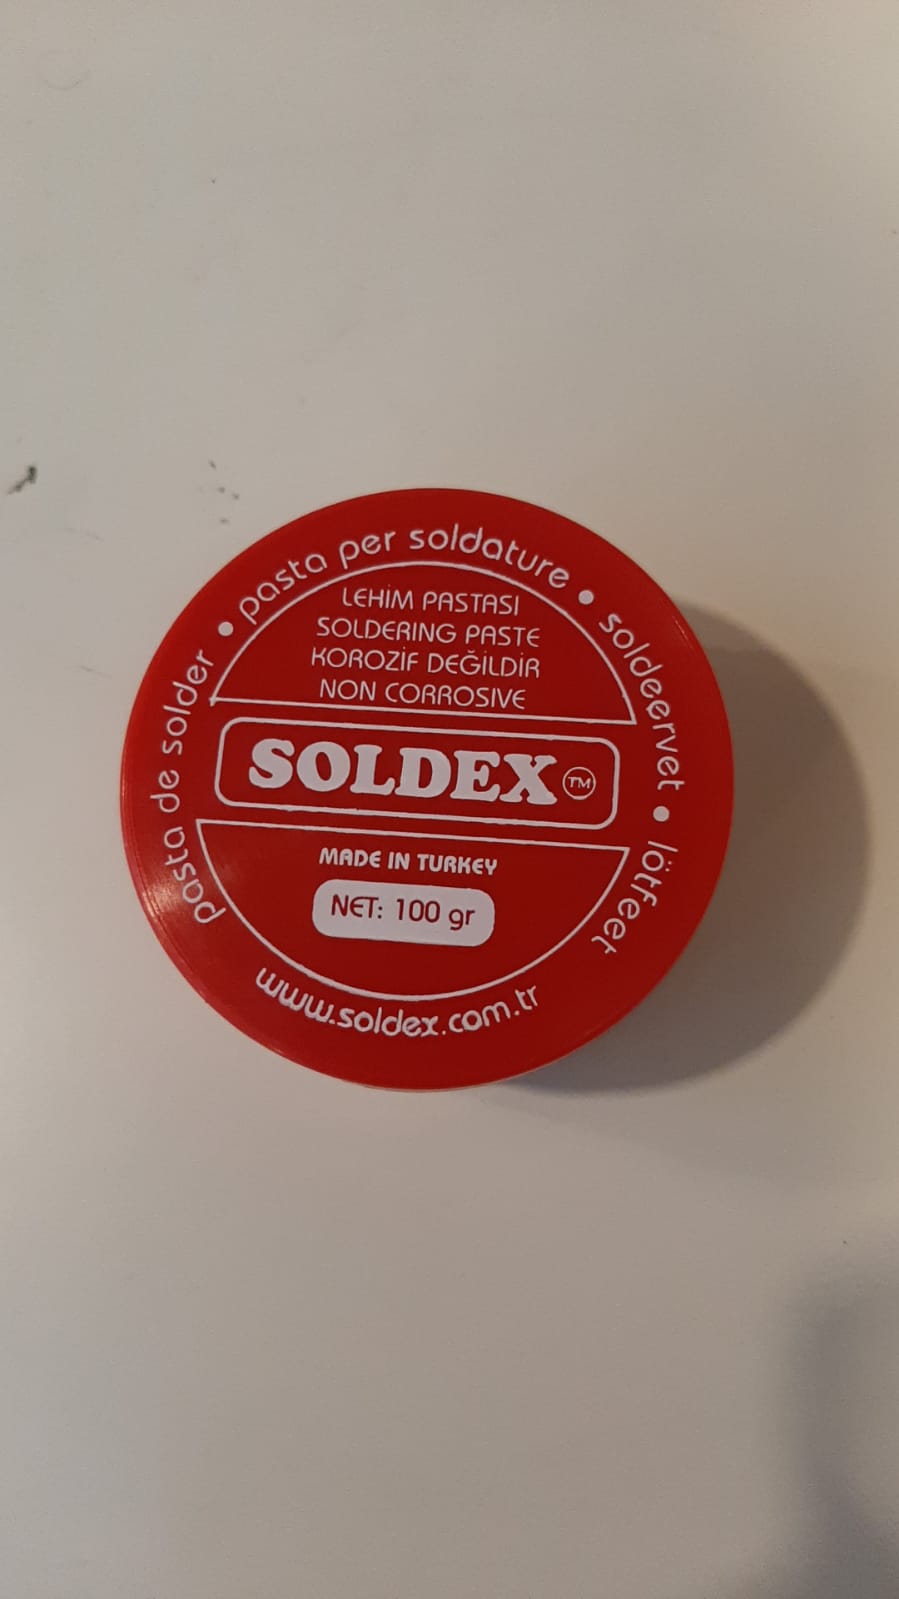 pasta de solder • pasta per soldature • soldeervet • lötfeet
LEHİM PASTASI
SOLDERING PASTE
KOROZİF DEĞİLDİR
NON CORROSIVE
SOLDEX TM
MADE IN TURKEY
NET: 100 gr
www.soldex.com.tr